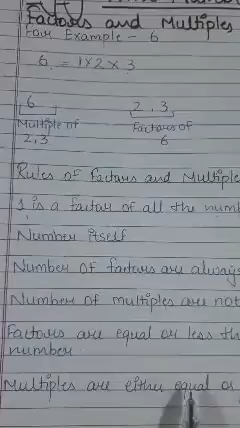 Factors and Multiples
For Example - 6
6 = 1×2×3
6 2, 3
Multiple of Factors of
2,3 6
Rules of Factors and Multiple
1 is a factor of all the numb
Number itself
Number of factors are always
Number of multiples are not
Factors are equal or less th
number
Multiples are either equal or